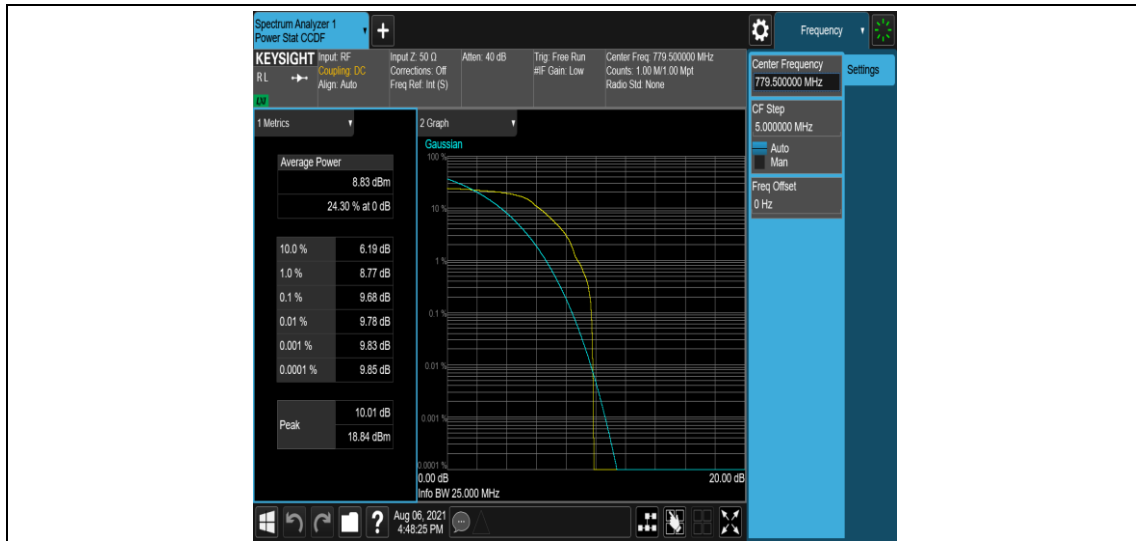 Spectrum Analyzer 1
Power Stat CCDF
+
Frequency
KEYSIGHT
RL
LXI
Input: RF
Coupling: DC
Align: Auto
Input Z: 50 Ω
Corrections: Off
Freq Ref: Int (S)
Atten: 40 dB
Trig: Free Run
#IF Gain: Low
Center Freq: 779.500000 MHz
Counts: 1.00 M/1.00 Mpt
Radio Std: None
Center Frequency
779.500000 MHz
Settings
CF Step
5.000000 MHz
Auto
Man
Freq Offset
0 Hz
1 Metrics
Average Power
8.83 dBm
24.30 % at 0 dB
10.0 % 6.19 dB
1.0 % 8.77 dB
0.1 % 9.68 dB
0.01 % 9.78 dB
0.001 % 9.83 dB
0.0001 % 9.85 dB
Peak
10.01 dB
18.84 dBm
2 Graph
Gaussian
100 %
10 %
1 %
0.1 %
0.01 %
0.001 %
0.0001 %
0.00 dB 20.00 dB
Info BW 25.000 MHz
?
Aug 06, 2021
4:48:25 PM